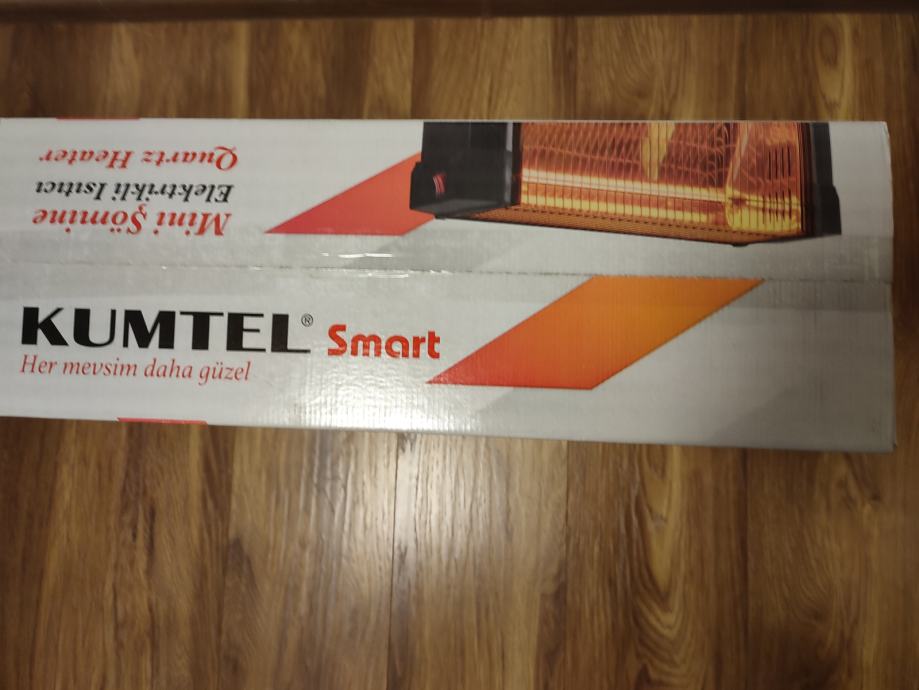 Mini Şömine
Elektrikli Isıtıcı
Quartz Heater
KUMTEL® Smart
Her mevsim daha güzel